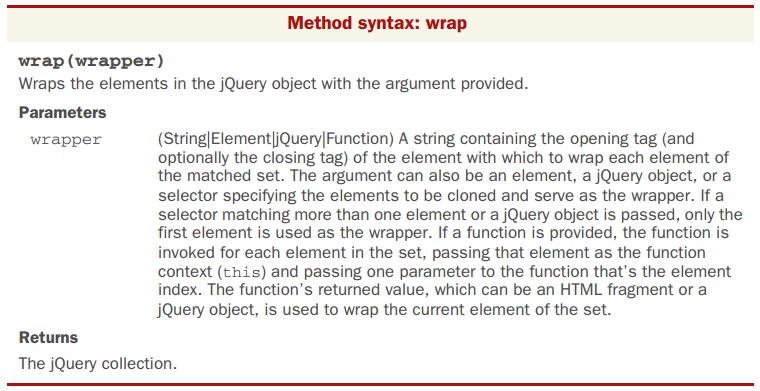 Method syntax: wrap
wrap(wrapper)
Wraps the elements in the jQuery object with the argument provided.
Parameters
wrapper (String|Element|jQuery|Function) A string containing the opening tag (and
optionally the closing tag) of the element with which to wrap each element of
the matched set. The argument can also be an element, a jQuery object, or a
selector specifying the elements to be cloned and serve as the wrapper. If a
selector matching more than one element or a jQuery object is passed, only the
first element is used as the wrapper. If a function is provided, the function is
invoked for each element in the set, passing that element as the function
context (this) and passing one parameter to the function that's the element
index. The function's returned value, which can be an HTML fragment or a
jQuery object, is used to wrap the current element of the set.
Returns
The jQuery collection.